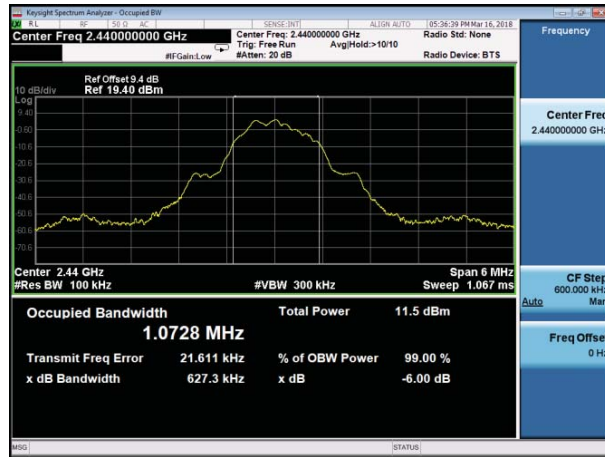 Keysight Spectrum Analyzer - Occupied BW
RL RF 50 Ω AC SENSE:INT ALIGN AUTO 05:36:39 PM Mar 16, 2018
Center Freq 2.440000000 GHz
Center Freq: 2.440000000 GHz
Radio Std: None
Trig: Free Run Avg|Hold:>10/10
#IFGain:Low #Atten: 20 dB Radio Device: BTS
Ref Offset 9.4 dB
10 dB/div Ref 19.40 dBm
Log
9.40
-0.60
-10.6
-20.6
-30.6
-40.6
-50.6
-60.6
-70.6
Center 2.44 GHz Span 6 MHz
#Res BW 100 kHz #VBW 300 kHz Sweep 1.067 ms
Occupied Bandwidth Total Power 11.5 dBm
1.0728 MHz
Transmit Freq Error 21.611 kHz % of OBW Power 99.00 %
x dB Bandwidth 627.3 kHz x dB -6.00 dB
MSG STATUS
Frequency
Center Freq
2.440000000 GHz
CF Step
600.000 kHz
Auto Man
Freq Offset
0 Hz